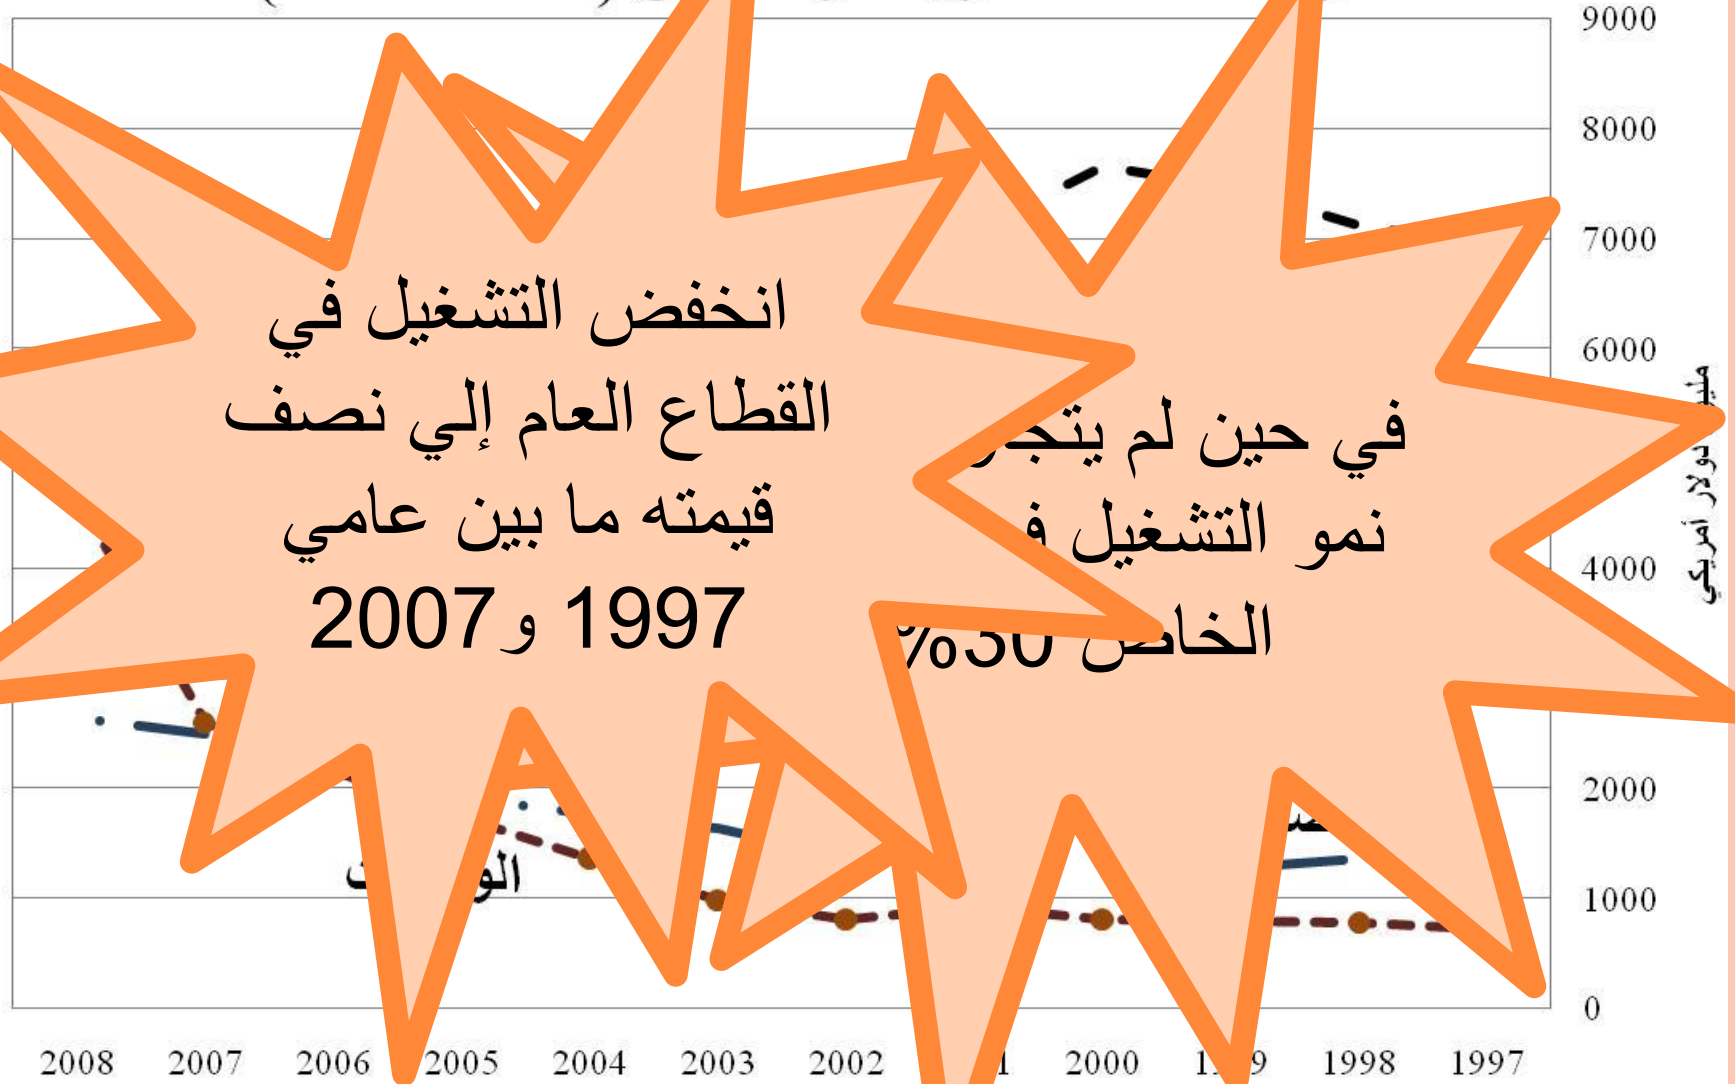 9000
8000
7000
6000
4000
2000
1000
0
دولار أمريكي
انخفض التشغيل في
القطاع العام إلي نصف
قيمته ما بين عامي
1997 و2007
في حين لم
نمو التشغيل
الخاص 30%
2008 2007 2006 2005 2004 2003 2002 2000 1998 1997